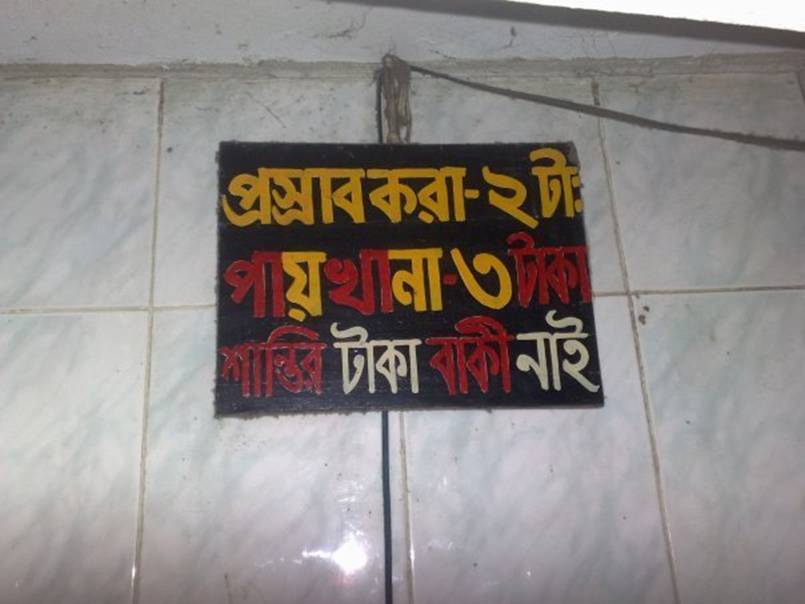 প্রস্রাব করা-২ টাঃ
পায়খানা-৩ টাকা
শান্তির টাকা বাকী নাই